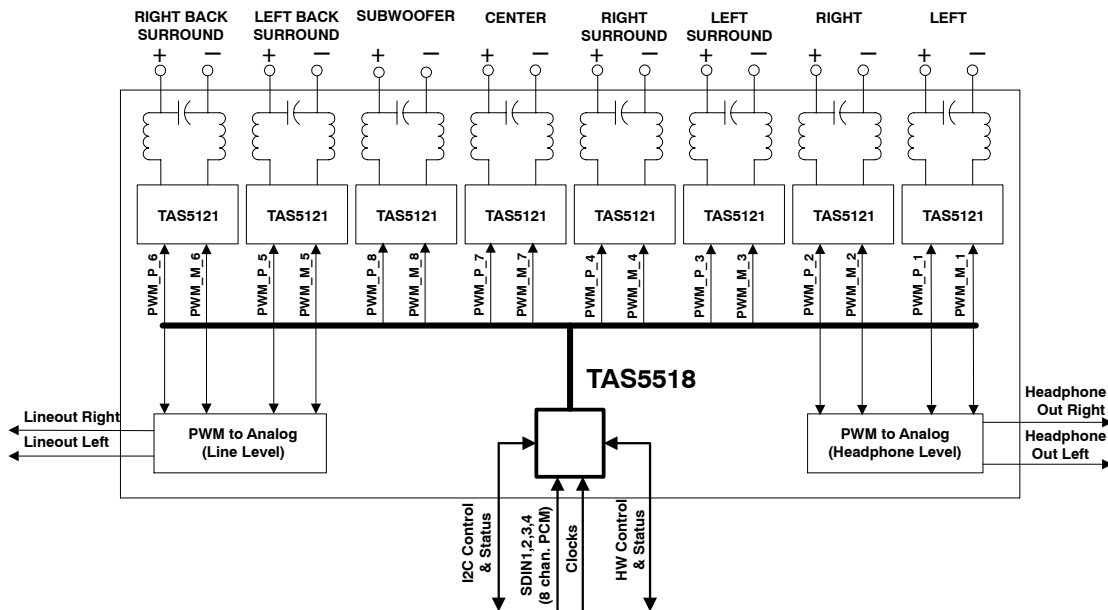 RIGHT BACK
SURROUND
LEFT BACK
SURROUND
SUBWOOFER
CENTER
RIGHT
SURROUND
LEFT
SURROUND
RIGHT
LEFT
+ −
+ −
+ −
+ −
+ −
+ −
+ −
+ −
TAS5121
TAS5121
TAS5121
TAS5121
TAS5121
TAS5121
TAS5121
TAS5121
PWM_P_6
PWM_M_6
PWM_P_5
PWM_M_5
PWM_P_8
PWM_M_8
PWM_P_7
PWM_M_7
PWM_P_4
PWM_M_4
PWM_P_3
PWM_M_3
PWM_P_2
PWM_M_2
PWM_P_1
PWM_M_1
TAS5518
Lineout Right
Lineout Left
PWM to Analog
(Line Level)
PWM to Analog
(Headphone Level)
Headphone
Out Right
Headphone
Out Left
I2C Control
& Status
SDIN1,2,3,4
(8 chan. PCM)
Clocks
HW Control
& Status